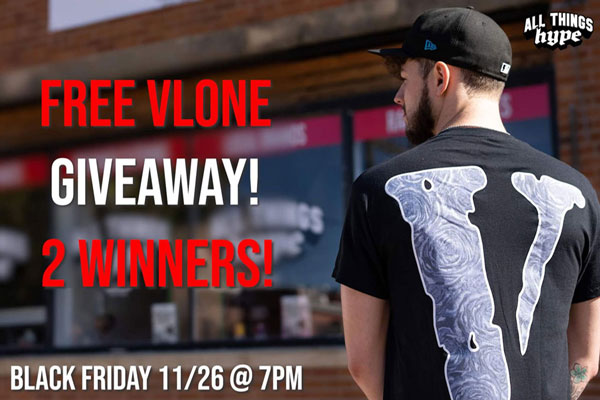 ALL THINGS
hype
FREE VLONE
GIVEAWAY!
2 WINNERS!
BLACK FRIDAY 11/26 @ 7PM
V